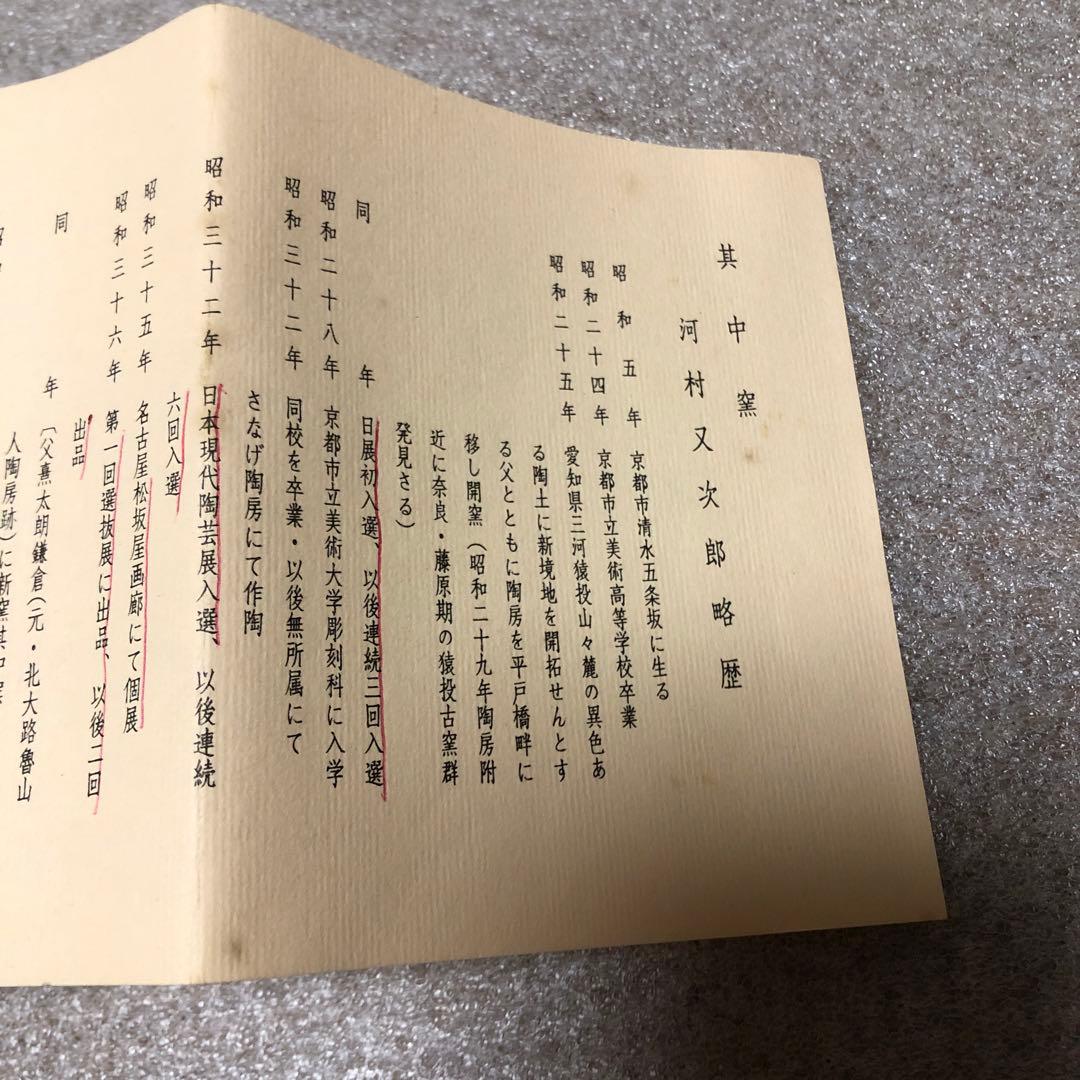 其中窯
河村又次郎略歴
昭和五年 京都市清水五条坂に生る
昭和二十四年 京都市立美術高等学校卒業
昭和二十五年 愛知県三河猿投山々麓の異色あ
る陶土に新境地を開拓せんとす
る父とともに陶房を平戸橋畔に
移し開窯(昭和二十九年陶房附
近に奈良・藤原期の猿投古窯群
発見さる)
同年 日展初入選、以後連続三回入選
昭和二十八年 京都市立美術大学彫刻科に入学
昭和三十二年 同校を卒業・以後無所属にて
さなげ陶房にて作陶
昭和三十二年 日本現代陶芸展入選、以後連続
六回入選
昭和三十五年 名古屋松坂屋画廊にて個展
昭和三十六年 第一回選抜展に出品、以後二回
出品
同年 (父熹太朗鎌倉(元・北大路魯山
人陶房跡)に新窯其中窯